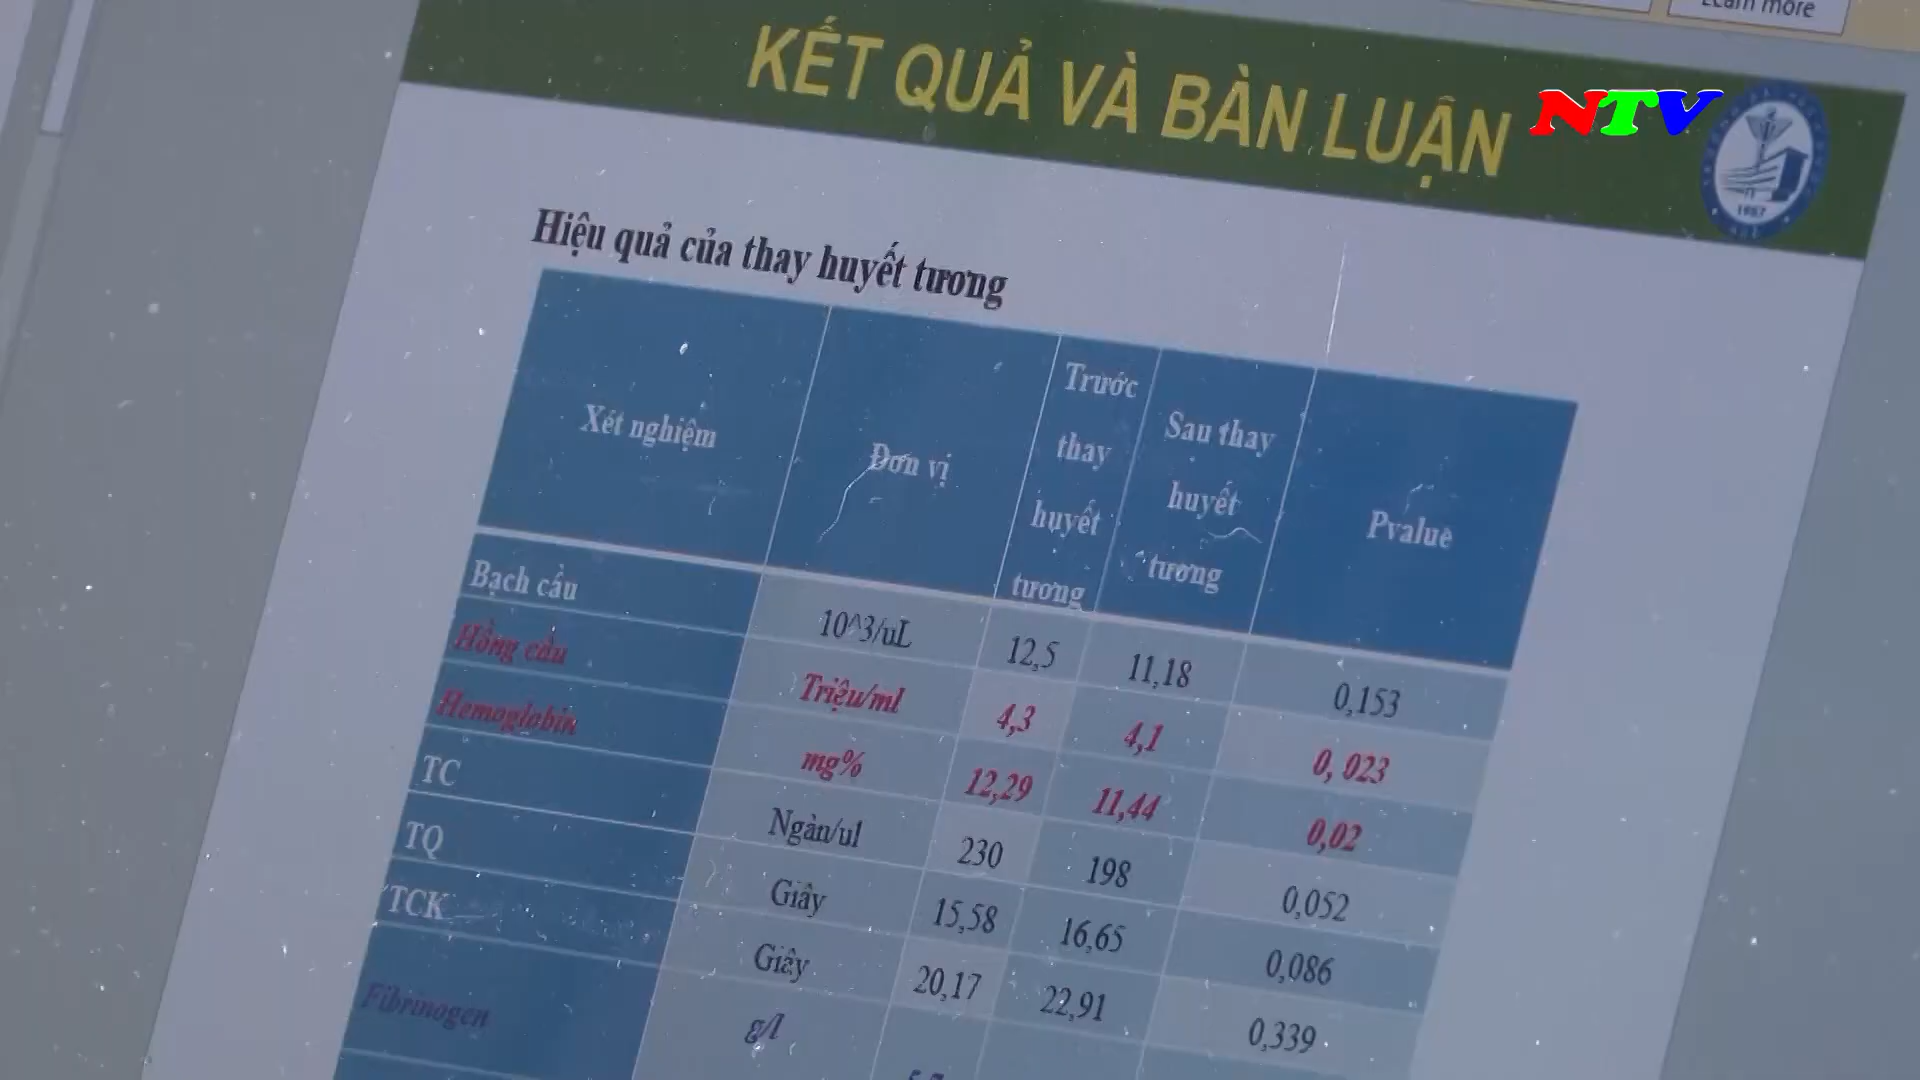 Learn more
KẾT QUẢ VÀ BÀN LUẬN
NTV
1957
Hiệu quả của thay huyết tương
Xét nghiệm Đơn vị Trước thay huyết tương Sau thay huyết tương Pvalue
Bạch cầu 10^3/uL 12,5 11,18 0,153
Hồng cầu Triệu/ml 4,3 4,1 0, 023
Hemoglobin mg% 12,29 11,44 0,02
TC Ngàn/ul 230 198 0,052
TQ Giây 15,58 16,65 0,086
TCK Giây 20,17 22,91 0,339
Fibrinogen g/l